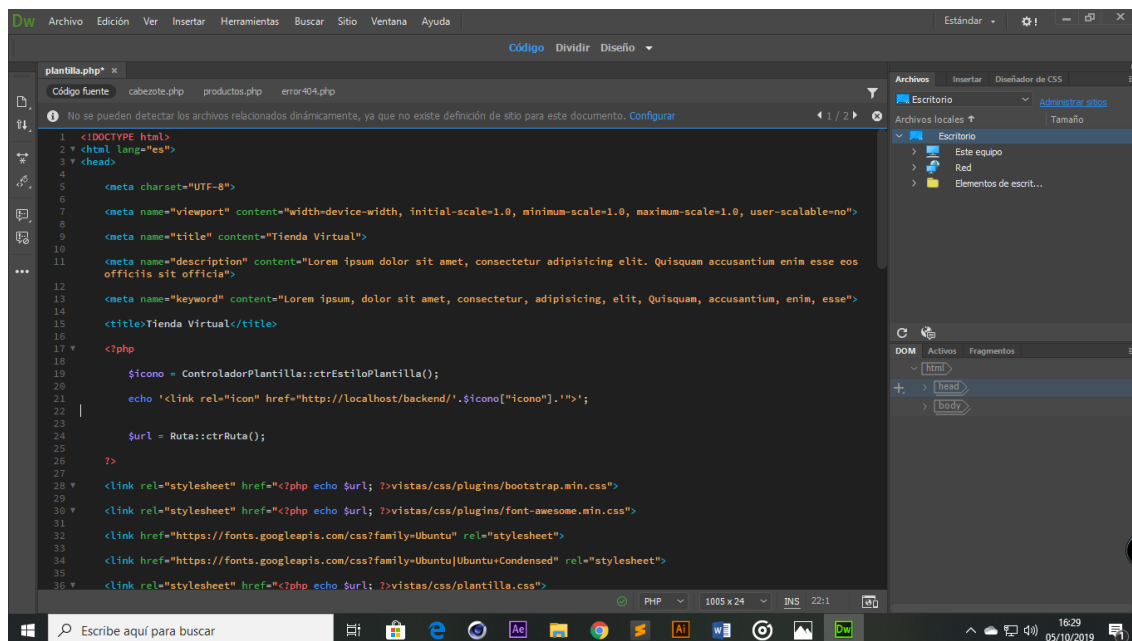 Dw Archivo Edición Ver Insertar Herramientas Buscar Sitio Ventana Ayuda Estándar
Código Dividir Diseño
plantilla.php* ×
Código fuente cabezote.php productos.php error404.php
No se pueden detectar los archivos relacionados dinámicamente, ya que no existe definición de sitio para este documento. Configurar 1 / 2
1 <!DOCTYPE html>
2 <html lang="es">
3 <head>
4
5 <meta charset="UTF-8">
6
7 <meta name="viewport" content="width=device-width, initial-scale=1.0, minimum-scale=1.0, maximum-scale=1.0, user-scalable=no">
8
9 <meta name="title" content="Tienda Virtual">
10
11 <meta name="description" content="Lorem ipsum dolor sit amet, consectetur adipisicing elit. Quisquam accusantium enim esse eos
officiis sit officia">
12
13 <meta name="keyword" content="Lorem ipsum, dolor sit amet, consectetur, adipisicing, elit, Quisquam, accusantium, enim, esse">
14
15 <title>Tienda Virtual</title>
16
17 <?php
18
19 $icono = ControladorPlantilla::ctrEstiloPlantilla();
20
21 echo '<link rel="icon" href="http://localhost/backend/'.$icono["icono"].'">';
22
23
24 $url = Ruta::ctrRuta();
25
26 ?>
27
28 <link rel="stylesheet" href="<?php echo $url; ?>vistas/css/plugins/bootstrap.min.css">
29
30 <link rel="stylesheet" href="<?php echo $url; ?>vistas/css/plugins/font-awesome.min.css">
31
32 <link href="https://fonts.googleapis.com/css?family=Ubuntu" rel="stylesheet">
33
34 <link href="https://fonts.googleapis.com/css?family=Ubuntu|Ubuntu+Condensed" rel="stylesheet">
35
36 <link rel="stylesheet" href="<?php echo $url; ?>vistas/css/plantilla.css">
PHP 1005 x 24 INS 22:1
Archivos Insertar Diseñador de CSS
Escritorio Administrar sitios
Archivos locales Tamaño
Escritorio
Este equipo
Red
Elementos de escrit...
DOM Activos Fragmentos
html
head
body
Escribe aquí para buscar
Ae
Ai
Dw
16:29
05/10/2019